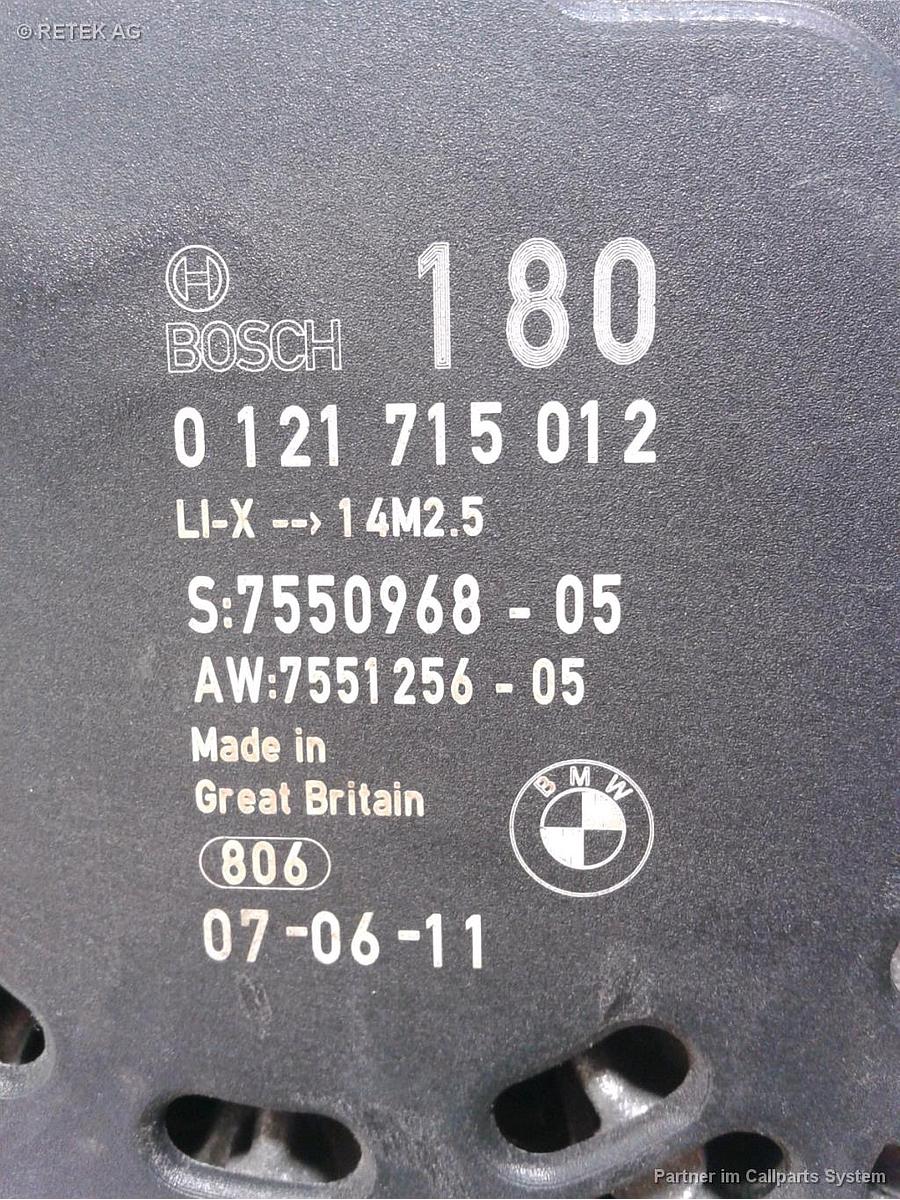 © RETEK AG
180
BOSCH
0 121 715 012
LI-X --> 14M2.5
S:7550968 - 05
AW:7551256 - 05
Made in
Great Britain
BMW
806
07-06-11
Partner im Callparts System